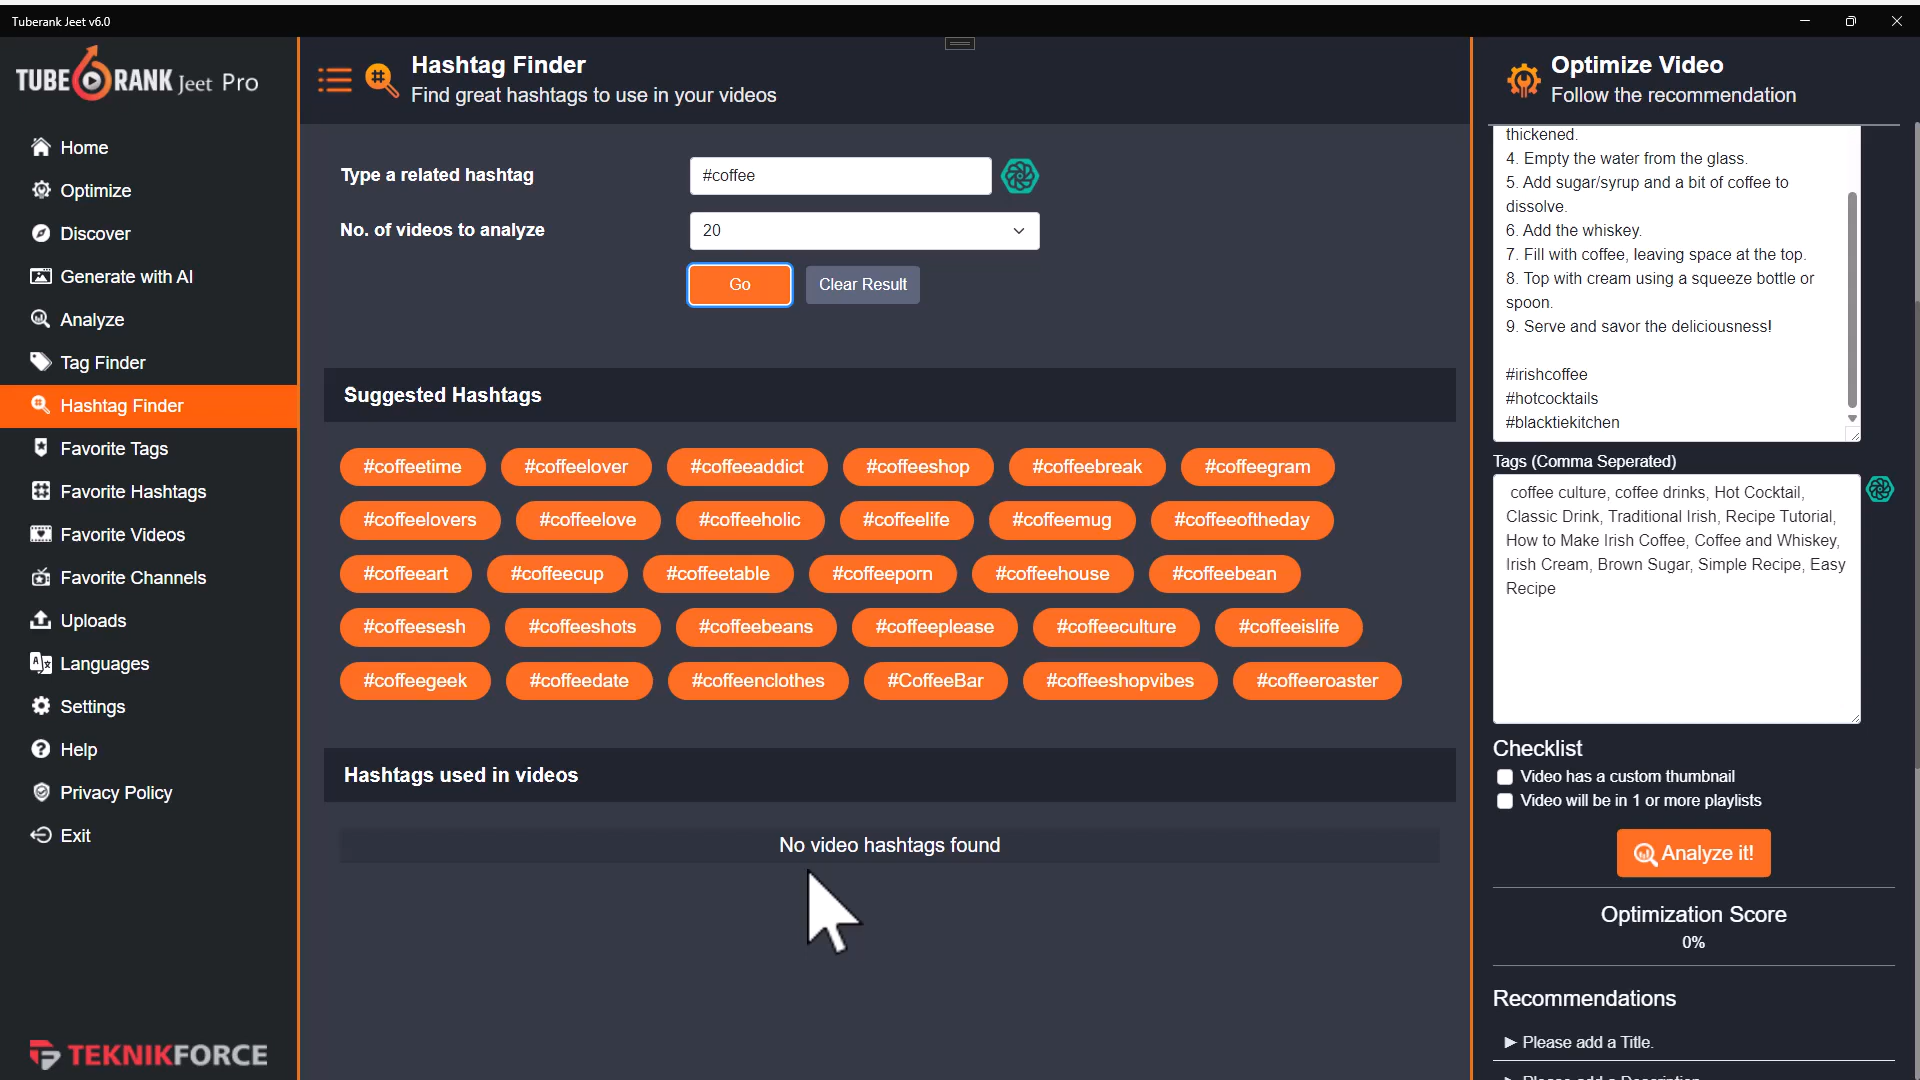 Tuberank Jeet v6.0
TUBE RANK Jeet Pro
Home
Optimize
Discover
Generate with AI
Analyze
Tag Finder
Hashtag Finder
Favorite Tags
Favorite Hashtags
Favorite Videos
Favorite Channels
Uploads
Languages
Settings
Help
Privacy Policy
Exit
TEKNIKFORCE
Hashtag Finder
Find great hashtags to use in your videos
Type a related hashtag
#coffee
No. of videos to analyze
20
Go
Clear Result
Suggested Hashtags
#coffeetime #coffeelover #coffeeaddict #coffeeshop #coffeebreak #coffeegram
#coffeelovers #coffeelove #coffeeholic #coffeelife #coffeemug #coffeeoftheday
#coffeeart #coffeecup #coffeetable #coffeeporn #coffeehouse #coffeebean
#coffeesesh #coffeeshots #coffeebeans #coffeeplease #coffeeculture #coffeeislife
#coffeegeek #coffeedate #coffeenclothes #CoffeeBar #coffeeshopvibes #coffeeroaster
Hashtags used in videos
No video hashtags found
Optimize Video
Follow the recommendation
thickened.
4. Empty the water from the glass.
5. Add sugar/syrup and a bit of coffee to
dissolve.
6. Add the whiskey.
7. Fill with coffee, leaving space at the top.
8. Top with cream using a squeeze bottle or
spoon.
9. Serve and savor the deliciousness!
#irishcoffee
#hotcocktails
#blacktiekitchen
Tags (Comma Seperated)
coffee culture, coffee drinks, Hot Cocktail,
Classic Drink, Traditional Irish, Recipe Tutorial,
How to Make Irish Coffee, Coffee and Whiskey,
Irish Cream, Brown Sugar, Simple Recipe, Easy
Recipe
Checklist
Video has a custom thumbnail
Video will be in 1 or more playlists
Analyze it!
Optimization Score
0%
Recommendations
Please add a Title.